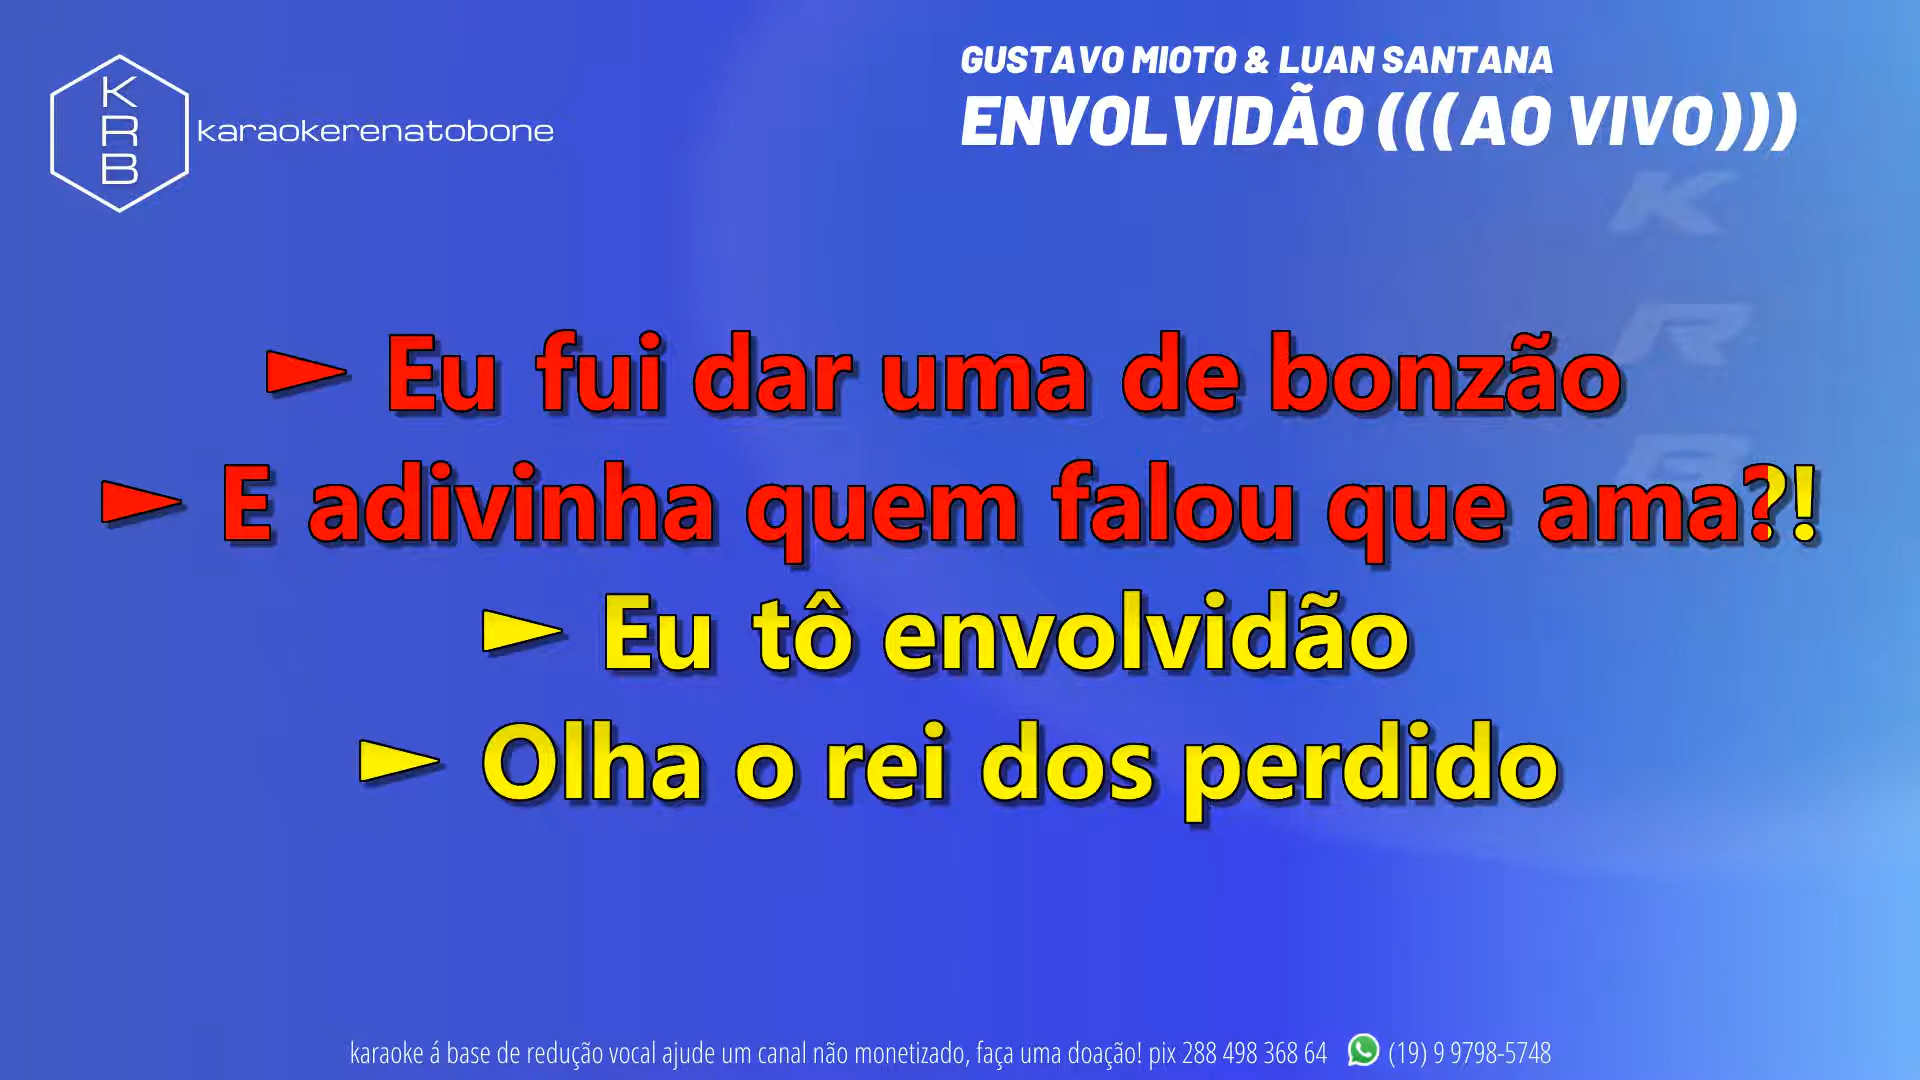 K
R
B
karaokerenatobone
GUSTAVO MIOTO & LUAN SANTANA
ENVOLVIDÃO (((AO VIVO)))
K
R
B
► Eu fui dar uma de bonzão
► E adivinha quem falou que ama?!
► Eu tô envolvidão
► Olha o rei dos perdido
karaoke á base de redução vocal ajude um canal não monetizado, faça uma doação! pix 288 498 368 64 (19) 9 9798-5748